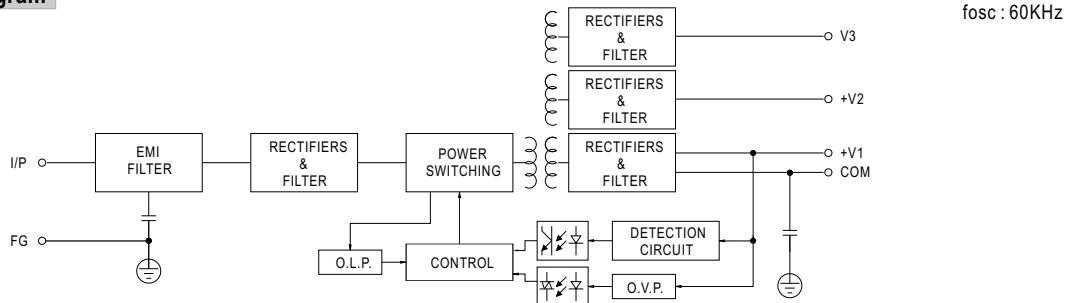 fosc : 60KHz
RECTIFIERS
&
FILTER
V3
RECTIFIERS
&
FILTER
+V2
I/P
EMI
FILTER
RECTIFIERS
&
FILTER
POWER
SWITCHING
RECTIFIERS
&
FILTER
+V1
COM
FG
O.L.P.
CONTROL
DETECTION
CIRCUIT
O.V.P.